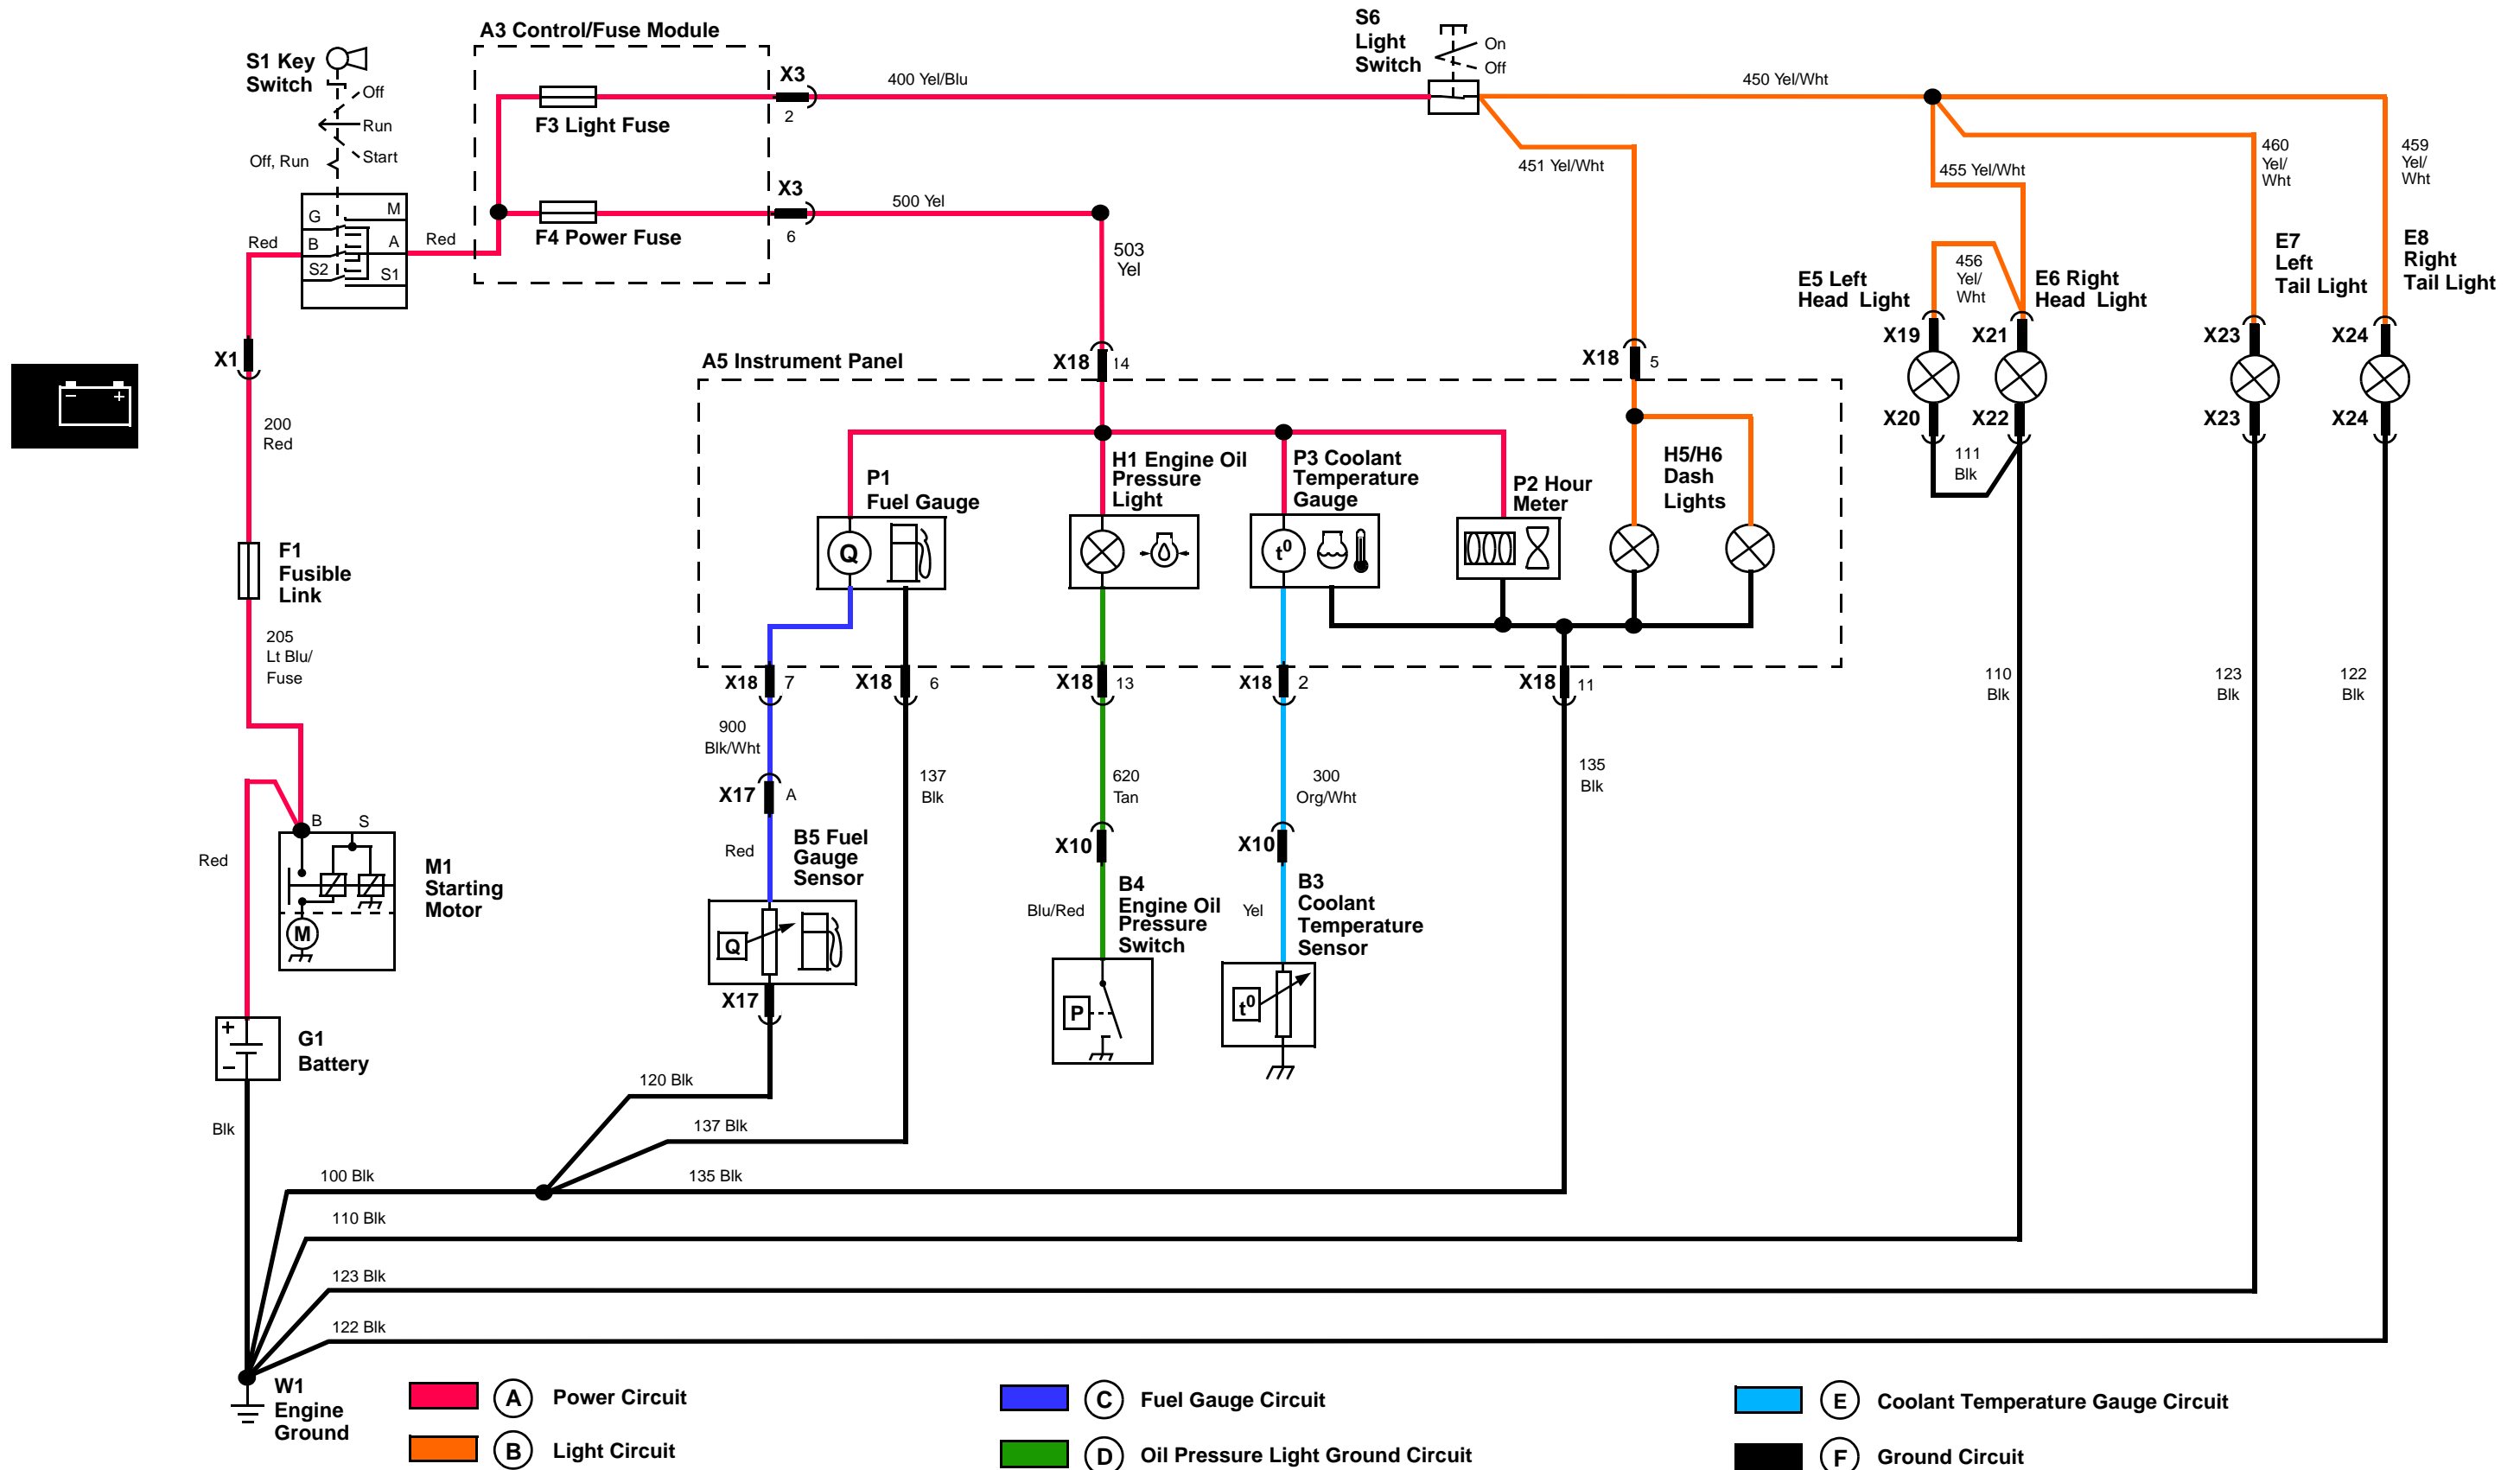 A3 Control/Fuse Module
S1 Key
Switch
Off
Run
Start
Off, Run
G
M
B
A
S2
S1
Red
Red
F3 Light Fuse
F4 Power Fuse
X3
2
X3
6
400 Yel/Blu
500 Yel
503
Yel
S6
Light
Switch
On
Off
450 Yel/Wht
451 Yel/Wht
455 Yel/Wht
460
Yel/
Wht
459
Yel/
Wht
456
Yel/
Wht
E5 Left
Head Light
E6 Right
Head Light
E7
Left
Tail Light
E8
Right
Tail Light
X19
X21
X23
X24
X20
X22
X23
X24
111
Blk
110
Blk
123
Blk
122
Blk
X1
- +
200
Red
F1
Fusible
Link
205
Lt Blu/
Fuse
B
S
M
M1
Starting
Motor
Red
+
−
G1
Battery
Blk
A5 Instrument Panel
X18
14
X18
5
P1
Fuel Gauge
Q
H1 Engine Oil
Pressure
Light
P3 Coolant
Temperature
Gauge
t0
P2 Hour
Meter
H5/H6
Dash
Lights
X18
7
X18
6
X18
13
X18
2
X18
11
900
Blk/Wht
X17
A
Red
B5 Fuel
Gauge
Sensor
Q
X17
137
Blk
620
Tan
X10
Blu/Red
B4
Engine Oil
Pressure
Switch
P
300
Org/Wht
X10
Yel
B3
Coolant
Temperature
Sensor
t0
135
Blk
120 Blk
137 Blk
100 Blk
135 Blk
110 Blk
123 Blk
122 Blk
W1
Engine
Ground
A Power Circuit
B Light Circuit
C Fuel Gauge Circuit
D Oil Pressure Light Ground Circuit
E Coolant Temperature Gauge Circuit
F Ground Circuit